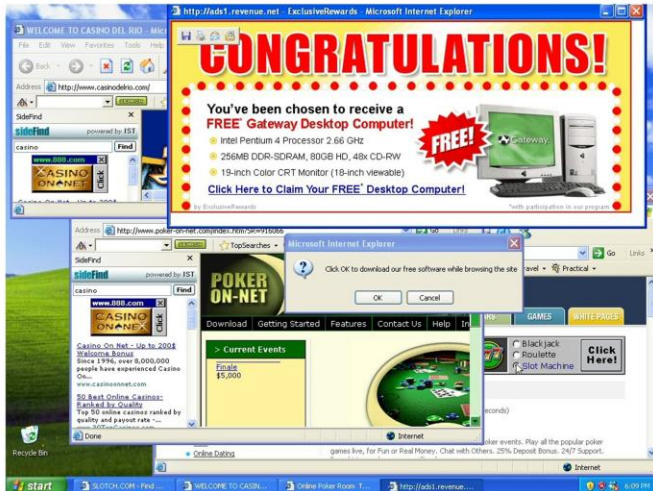 WELCOME TO CASINO DEL RIO - Micr
File Edit View Favorites Tools Help
Back
Address http://www.casinodelrio.com/
SideFind
sideFind powered by IST
casino Find
www.888.com
CASINO
ON NET
Click
Casino On Net - Up to 200$
http://ads1.revenue.net - ExclusiveRewards - Microsoft Internet Explorer
CONGRATULATIONS!
You've been chosen to receive a
FREE* Gateway Desktop Computer!
Intel Pentium 4 Processor 2.66 GHz
256MB DDR-SDRAM, 80GB HD, 48x CD-RW
19-inch Color CRT Monitor (18-inch viewable)
Click Here to Claim Your FREE* Desktop Computer!
FREE!
Gateway
by ExclusiveRewards
*with participation in our program
Address http://www.poker-on-net.com/index.htm?SR=916066
Go
TopSearches
SideFind
sideFind powered by IST
casino Find
www.888.com
CASINO
ON NET
Click
Casino On Net - Up to 200$
Welcome Bonus
Since 1996, over 8,000,000
people have experienced Casino
On...
www.casinoonnet.com
50 Best Online Casinos-
Ranked by Quality
Top 50 online casinos ranked by
quality and payout rate -...
Done
Internet
POKER
ON-NET
Download Getting Started Features Contact Us Help In
> Current Events
Finale
$5,000
Microsoft Internet Explorer
Click OK to download our free software while browsing the site
OK Cancel
Go Links
ravel Practical
GAMES WHITE PAGES
Blackjack
Roulette
Slot Machine
Click
Here!
econds)
oker events. Play all the popular poker
games live, for Fun or Real Money. Chat with Others. 25% Deposit Bonus. 24/7 Support.
Online Dating
Internet
Recycle Bin
start
SLOTCH.COM - Find ...
WELCOME TO CASIN...
Online Poker Room T...
http://ads1.revenue....
6:09 PM